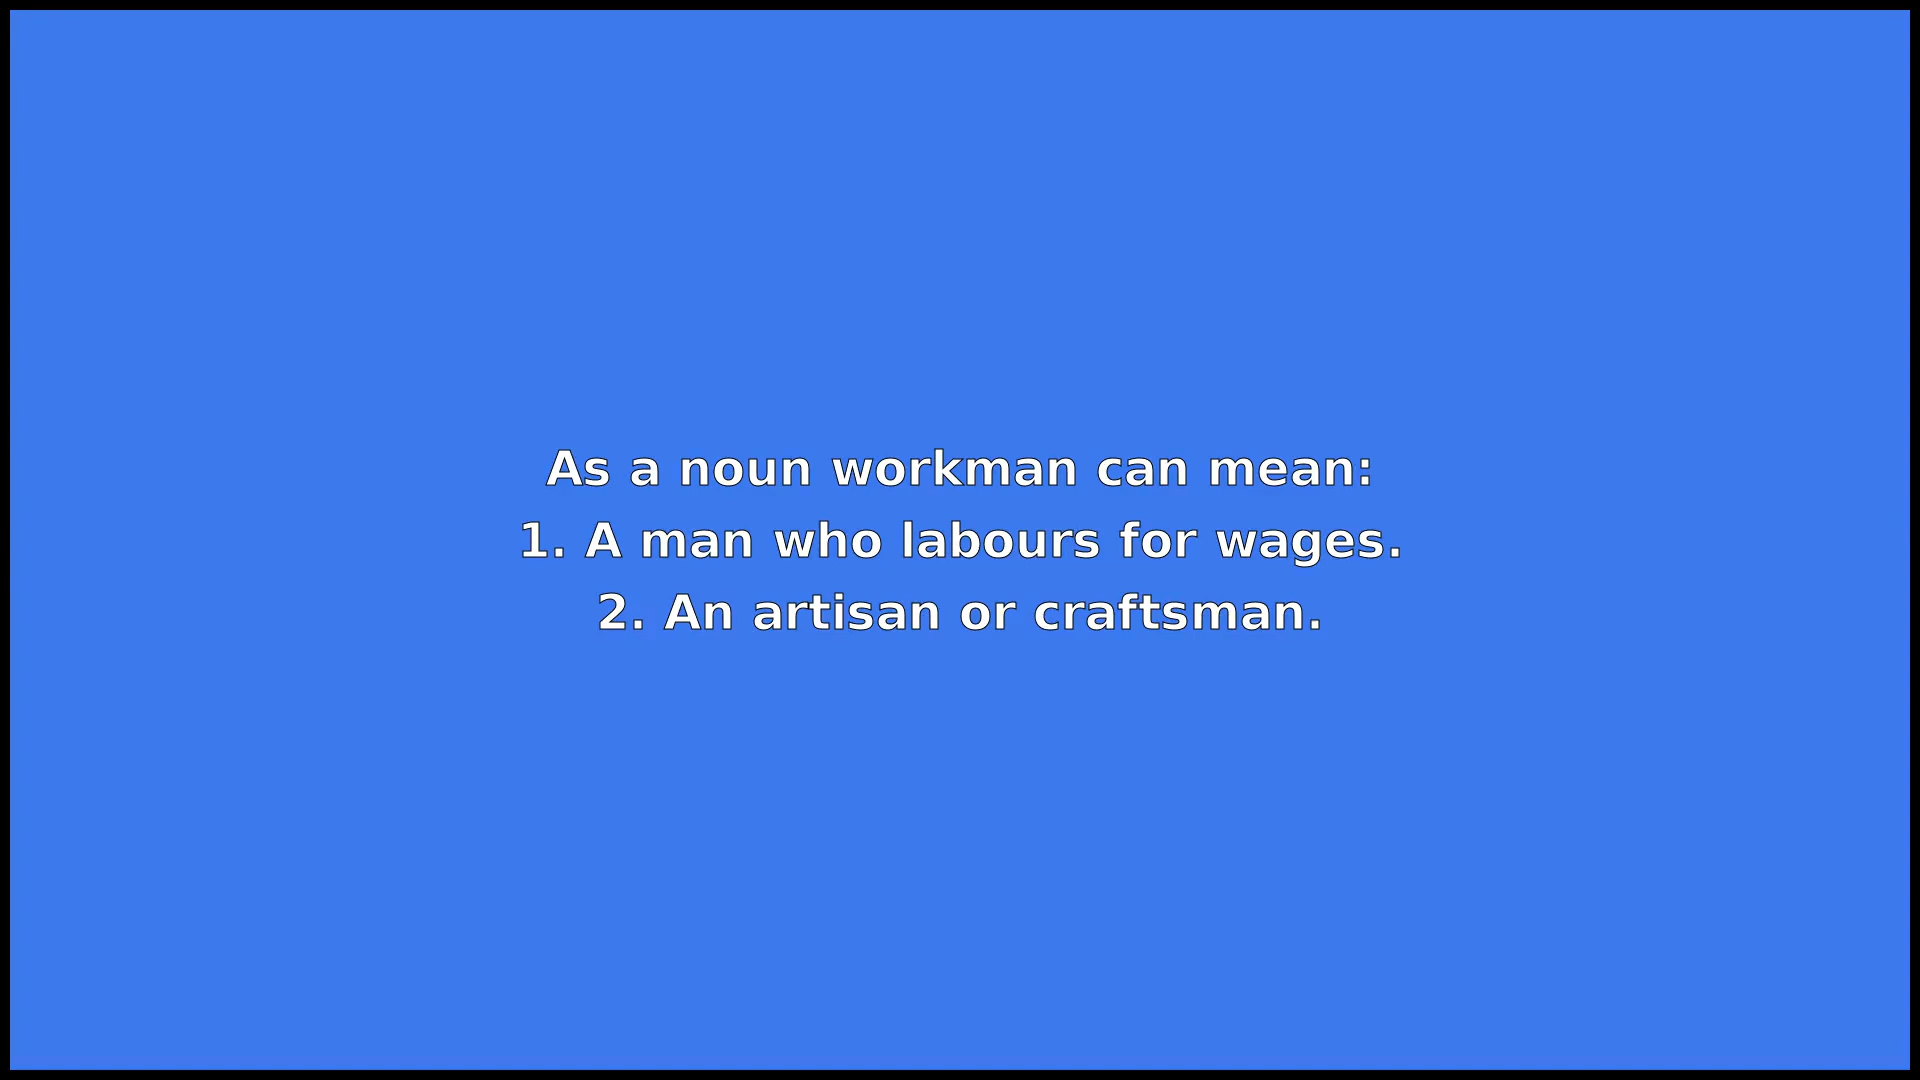 As a noun workman can mean:
1. A man who labours for wages.
2. An artisan or craftsman.